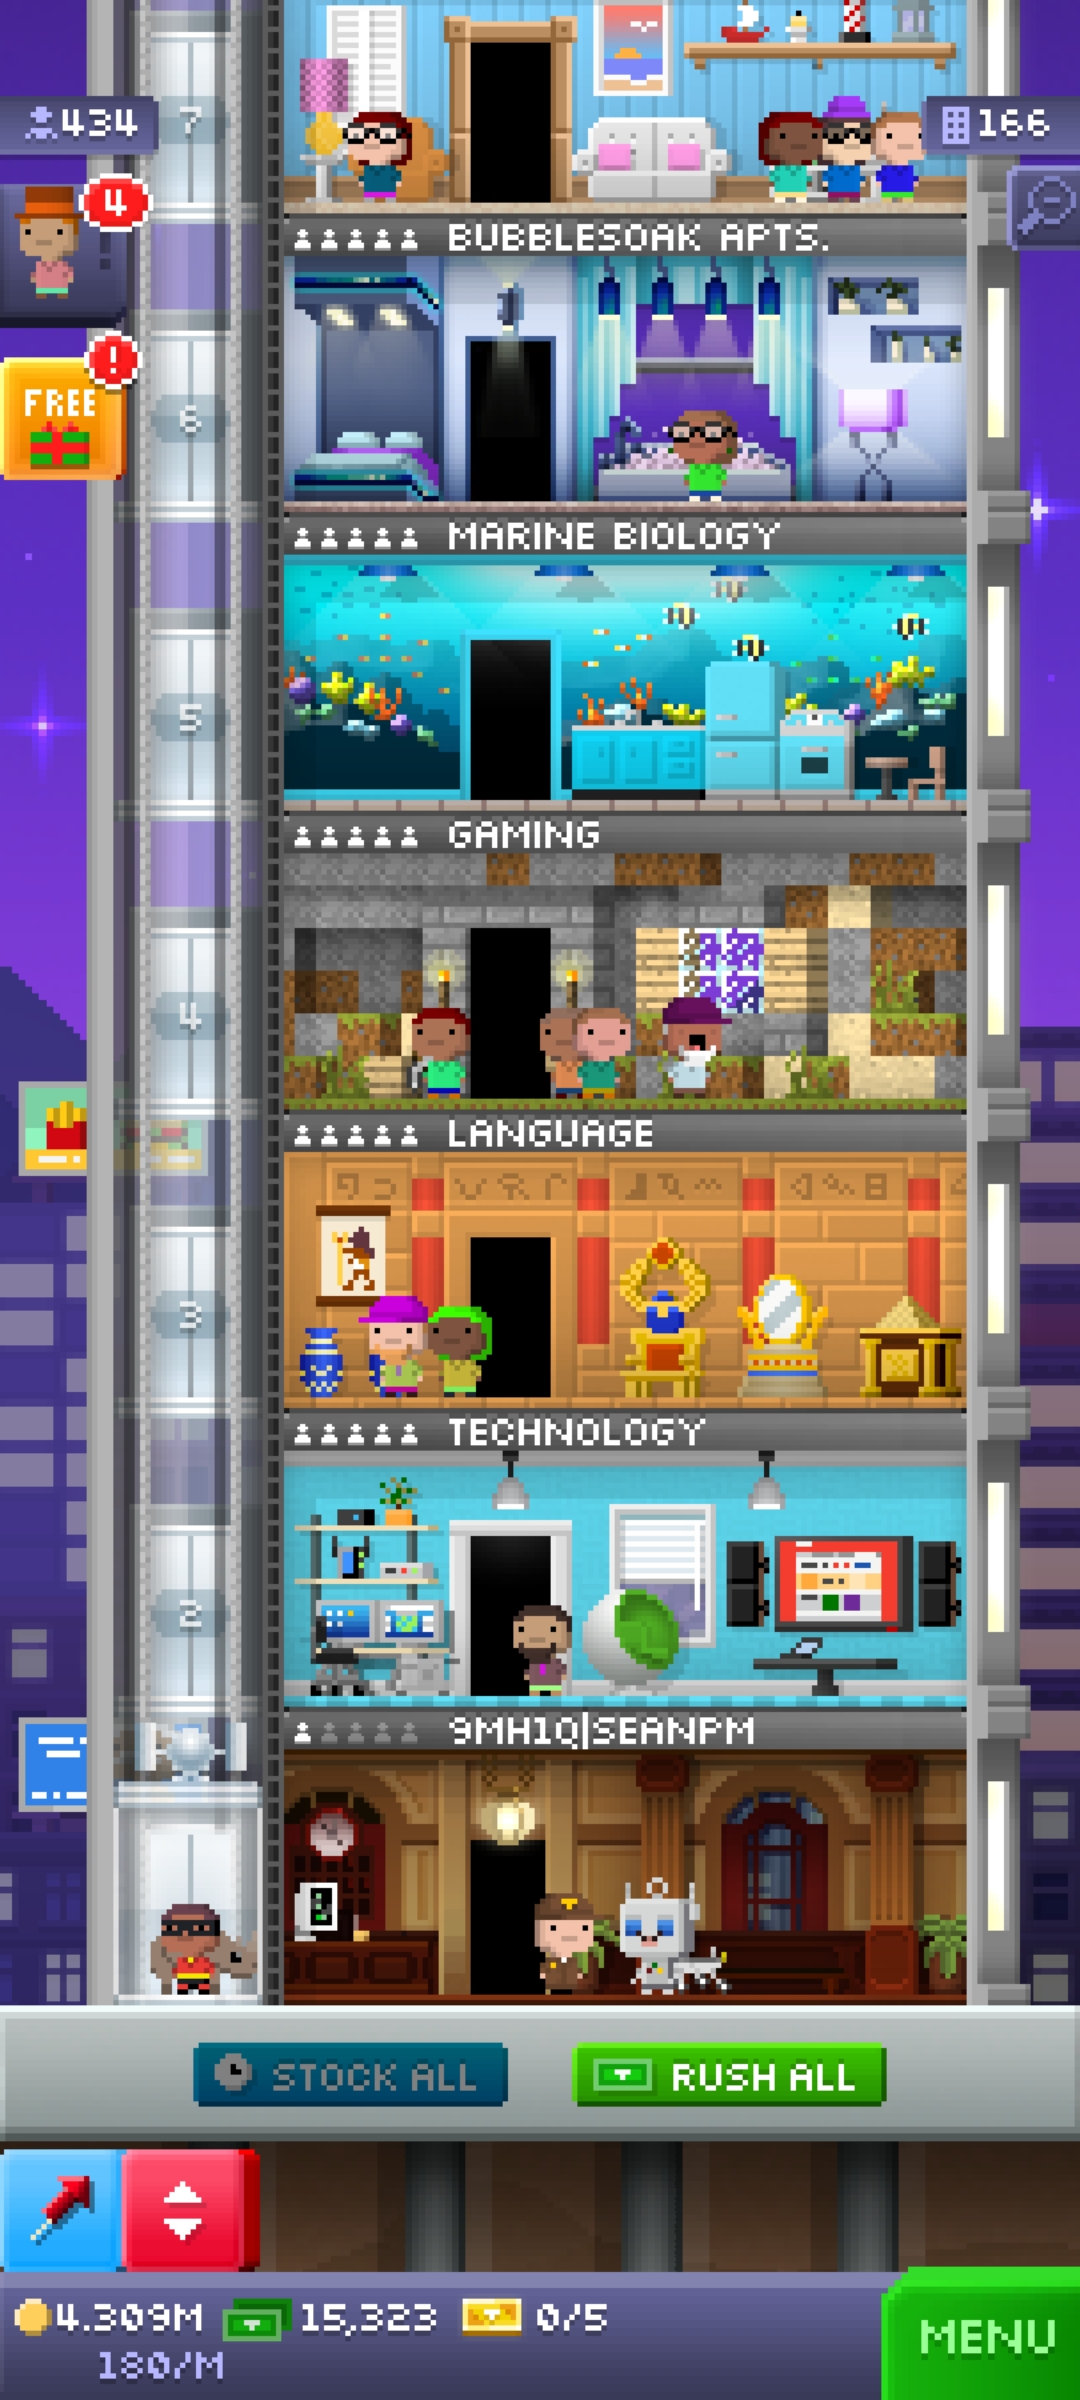 7
434
166
4
BUBBLESOAK APTS.
!
FREE
6
MARINE BIOLOGY
5
GAMING
4
LANGUAGE
3
TECHNOLOGY
2
9MH1Q|SEANPM
STOCK ALL
RUSH ALL
4.309M
15,323
0/5
180/M
MENU